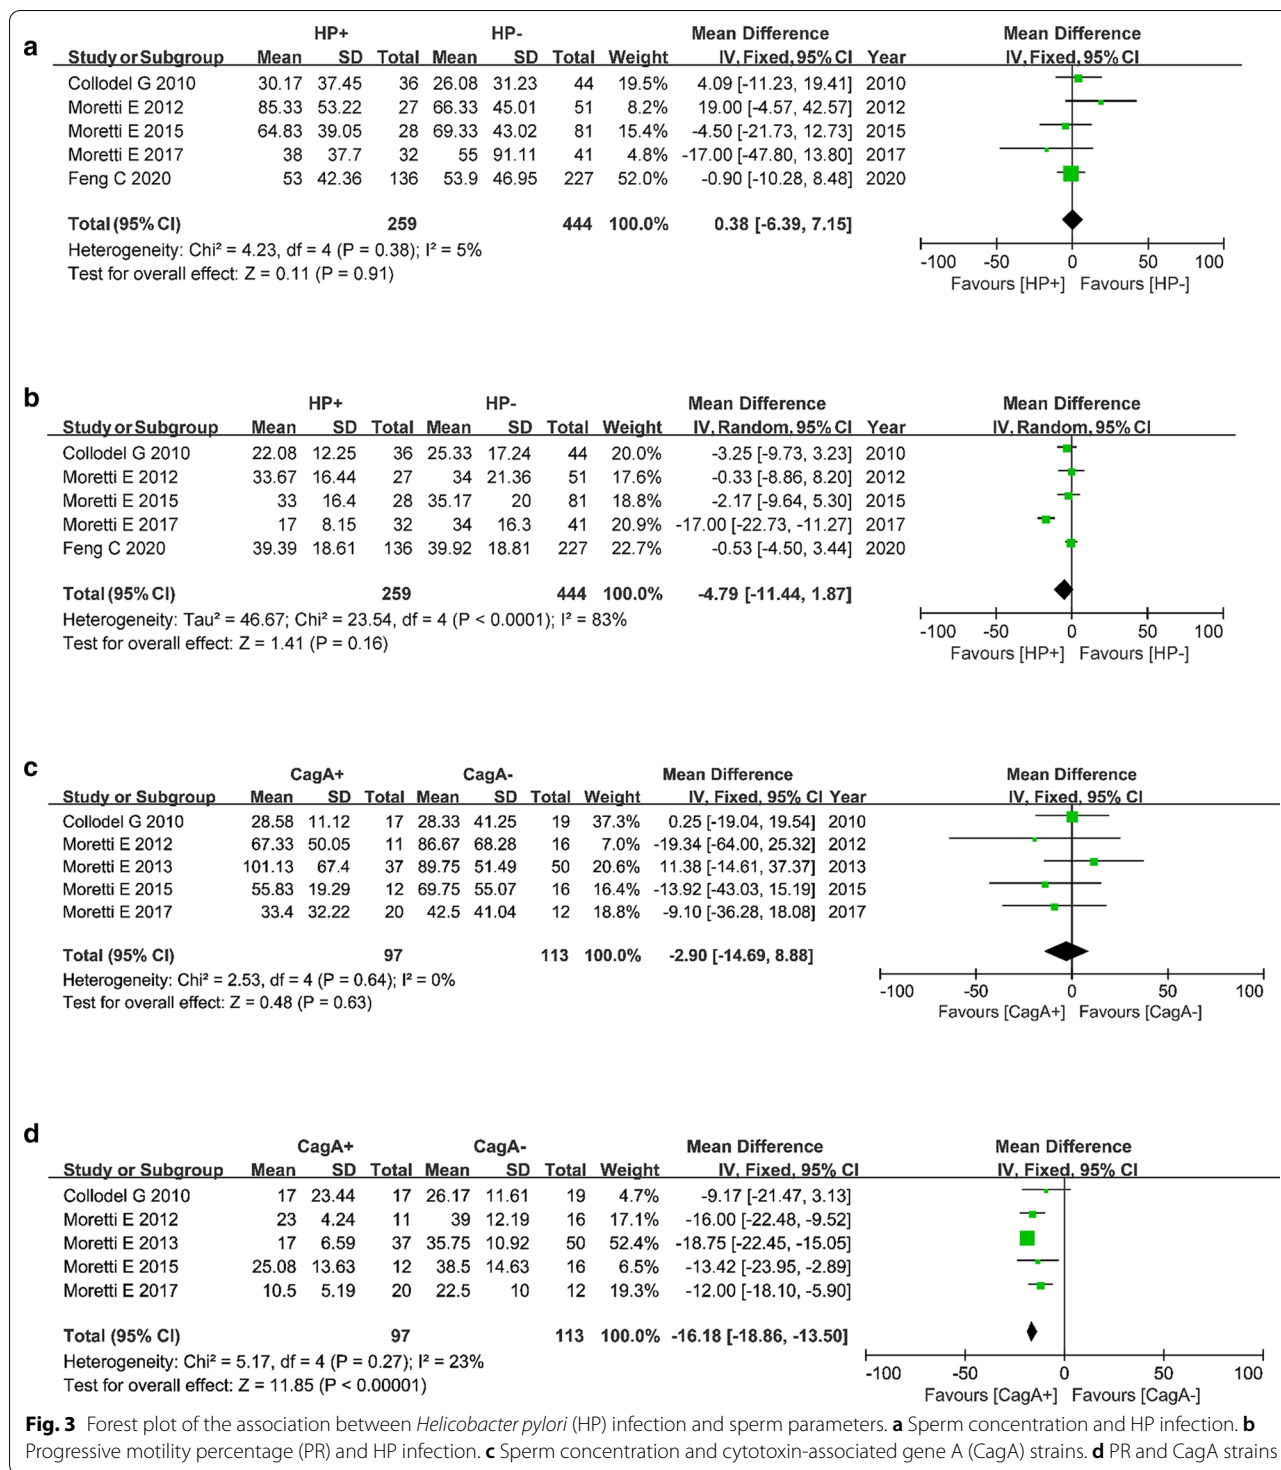 a
HP+ HP- Mean Difference Mean Difference
Study or Subgroup Mean SD Total Mean SD Total Weight IV, Fixed, 95% CI Year IV, Fixed, 95% CI
Collodel G 2010 30.17 37.45 36 26.08 31.23 44 19.5% 4.09 [-11.23, 19.41] 2010
Moretti E 2012 85.33 53.22 27 66.33 45.01 51 8.2% 19.00 [-4.57, 42.57] 2012
Moretti E 2015 64.83 39.05 28 69.33 43.02 81 15.4% -4.50 [-21.73, 12.73] 2015
Moretti E 2017 38 37.7 32 55 91.11 41 4.8% -17.00 [-47.80, 13.80] 2017
Feng C 2020 53 42.36 136 53.9 46.95 227 52.0% -0.90 [-10.28, 8.48] 2020
Total (95% CI) 259 444 100.0% 0.38 [-6.39, 7.15]
Heterogeneity: Chi² = 4.23, df = 4 (P = 0.38); I² = 5%
Test for overall effect: Z = 0.11 (P = 0.91)
-100 -50 0 50 100
Favours [HP+] Favours [HP-]
b
HP+ HP- Mean Difference Mean Difference
Study or Subgroup Mean SD Total Mean SD Total Weight IV, Random, 95% CI Year IV, Random, 95% CI
Collodel G 2010 22.08 12.25 36 25.33 17.24 44 20.0% -3.25 [-9.73, 3.23] 2010
Moretti E 2012 33.67 16.44 27 34 21.36 51 17.6% -0.33 [-8.86, 8.20] 2012
Moretti E 2015 33 16.4 28 35.17 20 81 18.8% -2.17 [-9.64, 5.30] 2015
Moretti E 2017 17 8.15 32 34 16.3 41 20.9% -17.00 [-22.73, -11.27] 2017
Feng C 2020 39.39 18.61 136 39.92 18.81 227 22.7% -0.53 [-4.50, 3.44] 2020
Total (95% CI) 259 444 100.0% -4.79 [-11.44, 1.87]
Heterogeneity: Tau² = 46.67; Chi² = 23.54, df = 4 (P < 0.0001); I² = 83%
Test for overall effect: Z = 1.41 (P = 0.16)
-100 -50 0 50 100
Favours [HP+] Favours [HP-]
c
CagA+ CagA- Mean Difference Mean Difference
Study or Subgroup Mean SD Total Mean SD Total Weight IV, Fixed, 95% CI Year IV, Fixed, 95% CI
Collodel G 2010 28.58 11.12 17 28.33 41.25 19 37.3% 0.25 [-19.04, 19.54] 2010
Moretti E 2012 67.33 50.05 11 86.67 68.28 16 7.0% -19.34 [-64.00, 25.32] 2012
Moretti E 2013 101.13 67.4 37 89.75 51.49 50 20.6% 11.38 [-14.61, 37.37] 2013
Moretti E 2015 55.83 19.29 12 69.75 55.07 16 16.4% -13.92 [-43.03, 15.19] 2015
Moretti E 2017 33.4 32.22 20 42.5 41.04 12 18.8% -9.10 [-36.28, 18.08] 2017
Total (95% CI) 97 113 100.0% -2.90 [-14.69, 8.88]
Heterogeneity: Chi² = 2.53, df = 4 (P = 0.64); I² = 0%
Test for overall effect: Z = 0.48 (P = 0.63)
-100 -50 0 50 100
Favours [CagA+] Favours [CagA-]
d
CagA+ CagA- Mean Difference Mean Difference
Study or Subgroup Mean SD Total Mean SD Total Weight IV, Fixed, 95% CI IV, Fixed, 95% CI
Collodel G 2010 17 23.44 17 26.17 11.61 19 4.7% -9.17 [-21.47, 3.13]
Moretti E 2012 23 4.24 11 39 12.19 16 17.1% -16.00 [-22.48, -9.52]
Moretti E 2013 17 6.59 37 35.75 10.92 50 52.4% -18.75 [-22.45, -15.05]
Moretti E 2015 25.08 13.63 12 38.5 14.63 16 6.5% -13.42 [-23.95, -2.89]
Moretti E 2017 10.5 5.19 20 22.5 10 12 19.3% -12.00 [-18.10, -5.90]
Total (95% CI) 97 113 100.0% -16.18 [-18.86, -13.50]
Heterogeneity: Chi² = 5.17, df = 4 (P = 0.27); I² = 23%
Test for overall effect: Z = 11.85 (P < 0.00001)
-100 -50 0 50 100
Favours [CagA+] Favours [CagA-]
Fig. 3 Forest plot of the association between Helicobacter pylori (HP) infection and sperm parameters. a Sperm concentration and HP infection. b
Progressive motility percentage (PR) and HP infection. c Sperm concentration and cytotoxin-associated gene A (CagA) strains. d PR and CagA strains